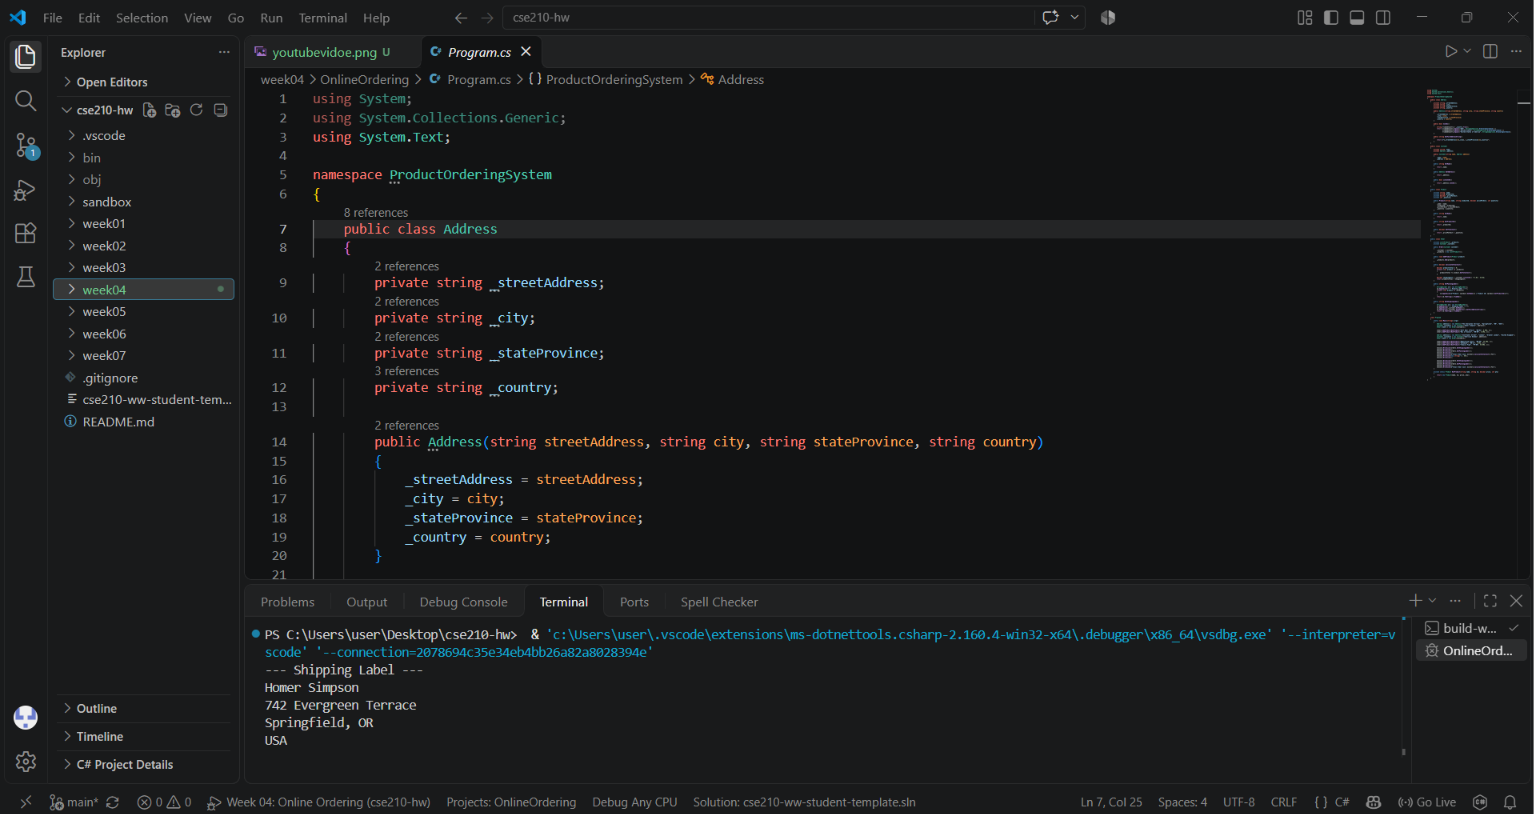 File Edit Selection View Go Run Terminal Help
cse210-hw
Explorer
Open Editors
cse210-hw
.vscode
bin
obj
sandbox
week01
week02
week03
week04
week05
week06
week07
.gitignore
cse210-ww-student-tem...
README.md
Outline
Timeline
C# Project Details
1
youtubevidoe.png U
Program.cs
week04 > OnlineOrdering > Program.cs > { } ProductOrderingSystem > Address
1 using System;
2 using System.Collections.Generic;
3 using System.Text;
4
5 namespace ProductOrderingSystem
6 {
8 references
7 public class Address
8 {
2 references
9 private string _streetAddress;
2 references
10 private string _city;
2 references
11 private string _stateProvince;
3 references
12 private string _country;
13
2 references
14 public Address(string streetAddress, string city, string stateProvince, string country)
15 {
16 _streetAddress = streetAddress;
17 _city = city;
18 _stateProvince = stateProvince;
19 _country = country;
20 }
21
Problems Output Debug Console Terminal Ports Spell Checker
PS C:\Users\user\Desktop\cse210-hw> & 'c:\Users\user\.vscode\extensions\ms-dotnettools.csharp-2.160.4-win32-x64\.debugger\x86_64\vsdbg.exe' '--interpreter=v
scode' '--connection=2078694c35e34eb4bb26a82a8028394e'
--- Shipping Label ---
Homer Simpson
742 Evergreen Terrace
Springfield, OR
USA
build-w...
OnlineOrd...
main* 0 0 Week 04: Online Ordering (cse210-hw) Projects: OnlineOrdering Debug Any CPU Solution: cse210-ww-student-template.sln Ln 7, Col 25 Spaces: 4 UTF-8 CRLF { } C# Go Live